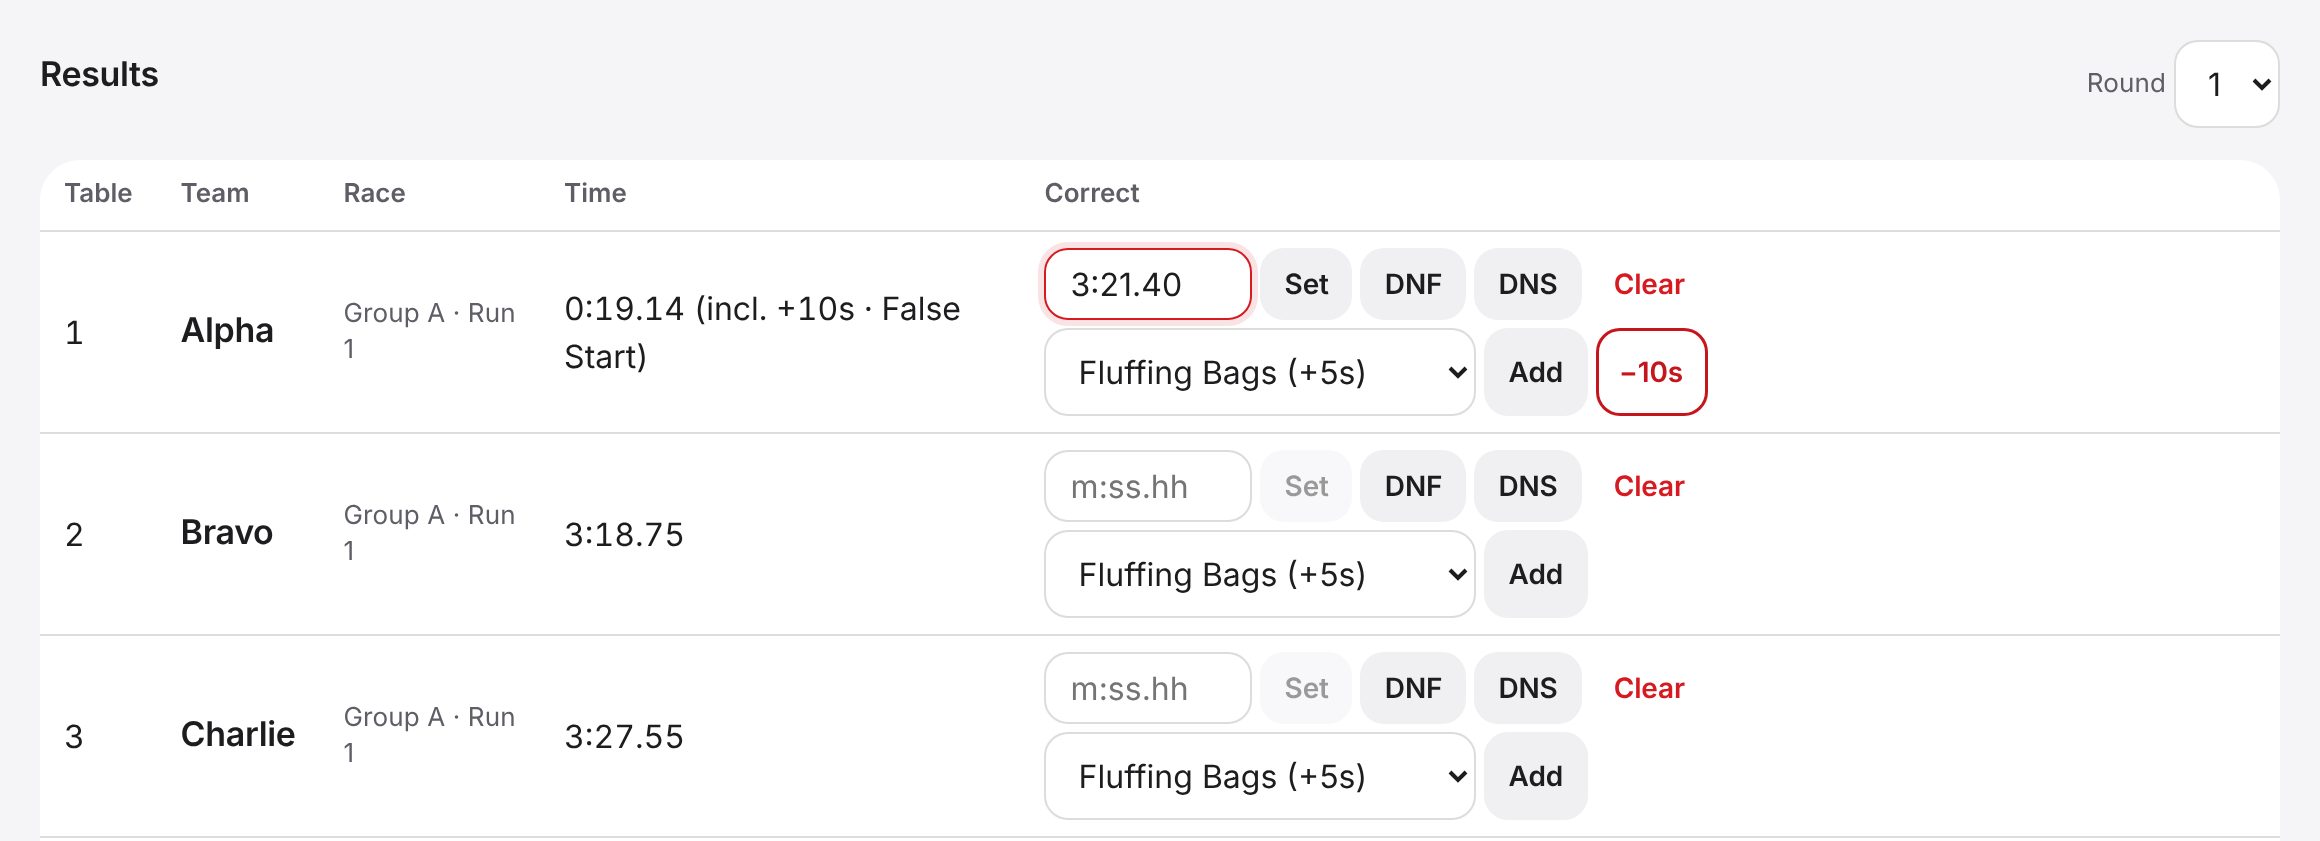 Results
Round 1
Table Team Race Time Correct
1 Alpha Group A · Run 1 0:19.14 (incl. +10s · False Start) 3:21.40 Set DNF DNS Clear
Fluffing Bags (+5s) Add −10s
2 Bravo Group A · Run 1 3:18.75 m:ss.hh Set DNF DNS Clear
Fluffing Bags (+5s) Add
3 Charlie Group A · Run 1 3:27.55 m:ss.hh Set DNF DNS Clear
Fluffing Bags (+5s) Add